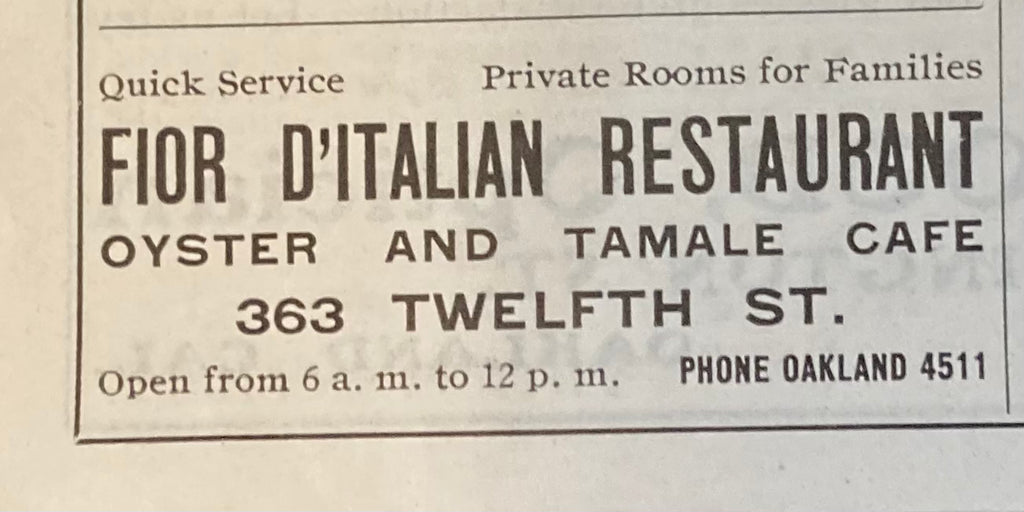 Quick Service Private Rooms for Families
FIOR D'ITALIAN RESTAURANT
OYSTER AND TAMALE CAFE
363 TWELFTH ST.
Open from 6 a. m. to 12 p. m. PHONE OAKLAND 4511